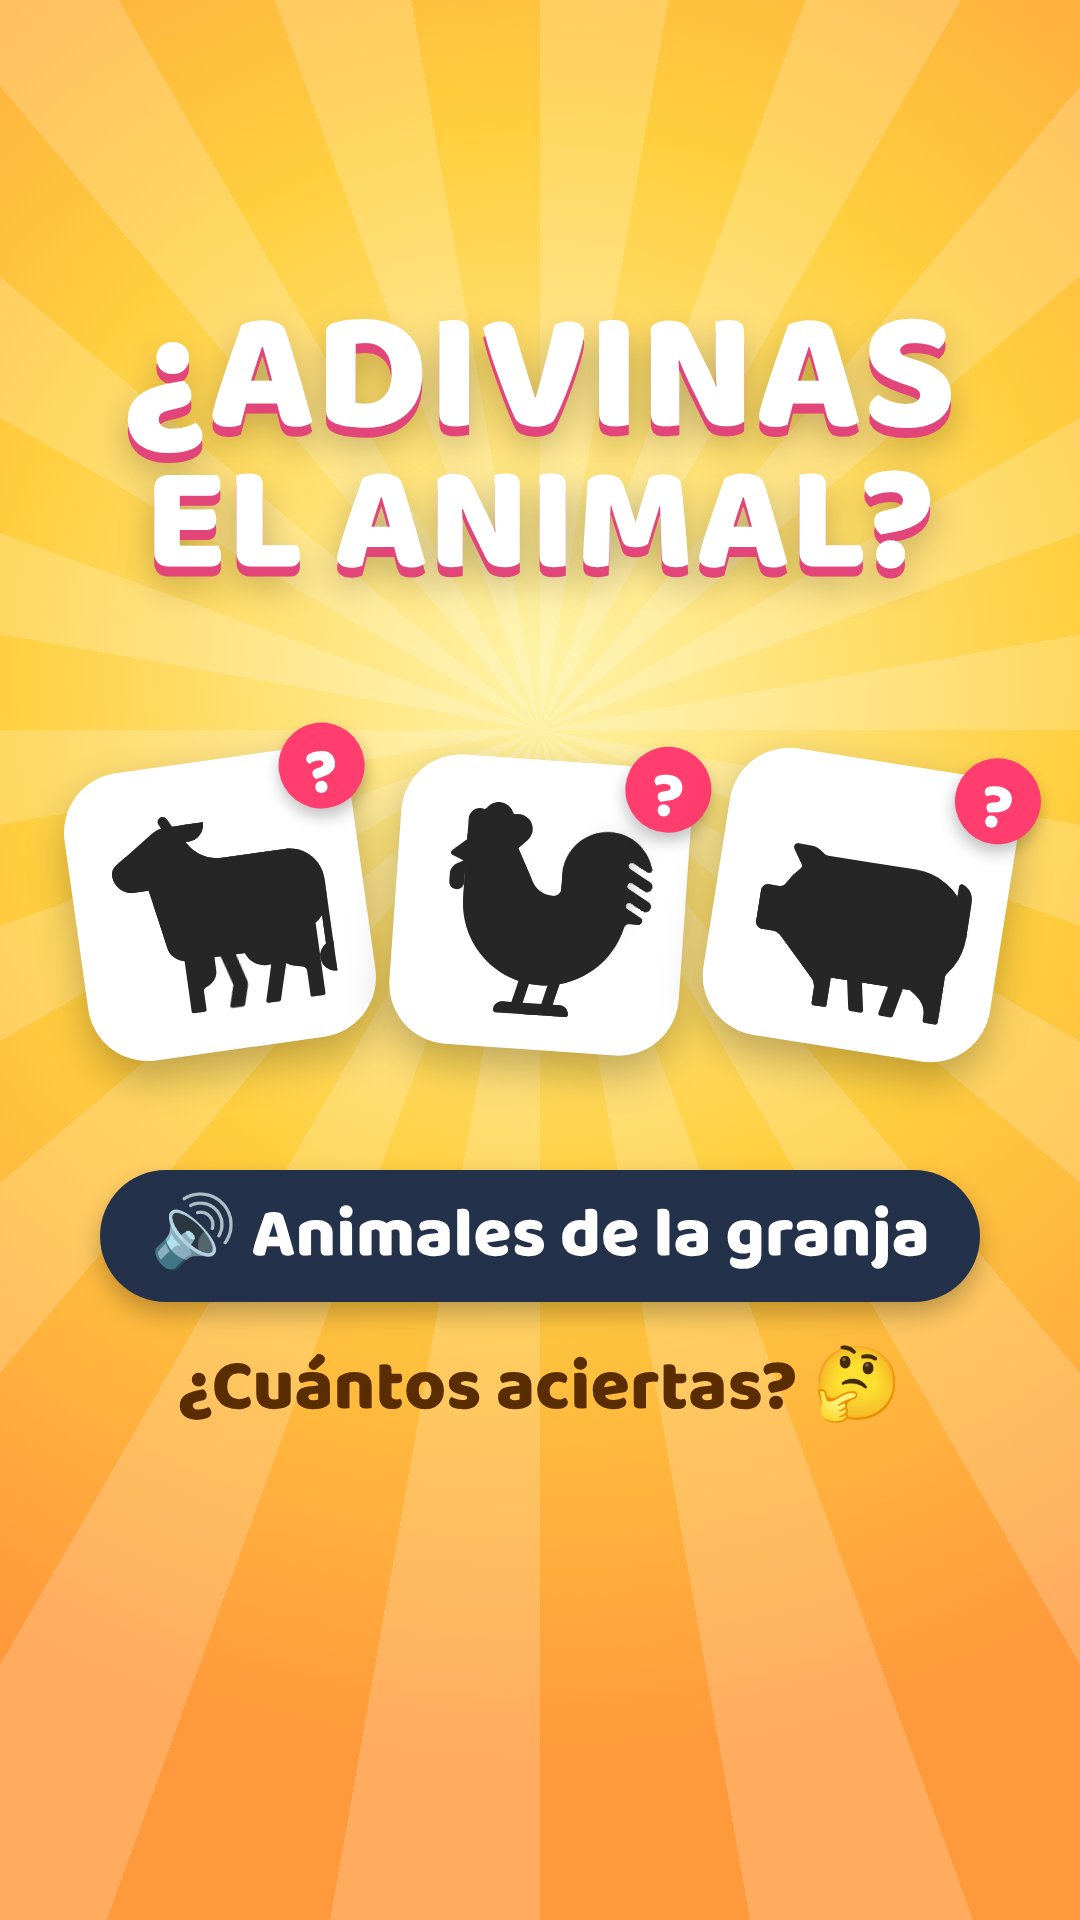 ¿ADIVINAS
EL ANIMAL?
?
?
?
Animales de la granja
¿Cuántos aciertas?